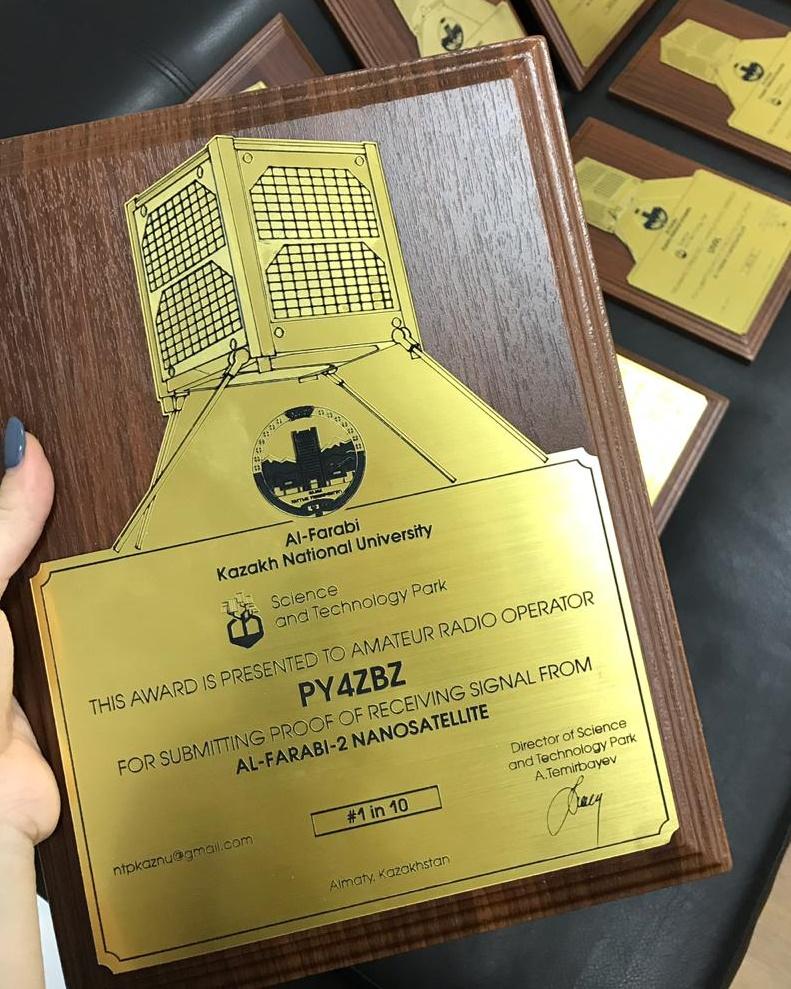 Al-Farabi
Kazakh National University
Science
and Technology Park
THIS AWARD IS PRESENTED TO AMATEUR RADIO OPERATOR
PY4ZBZ
FOR SUBMITTING PROOF OF RECEIVING SIGNAL FROM
AL-FARABI-2 NANOSATELLITE
Director of Science
and Technology Park
A.Temirbayev
#1 in 10
ntpkaznu@gmail.com
Almaty, Kazakhstan